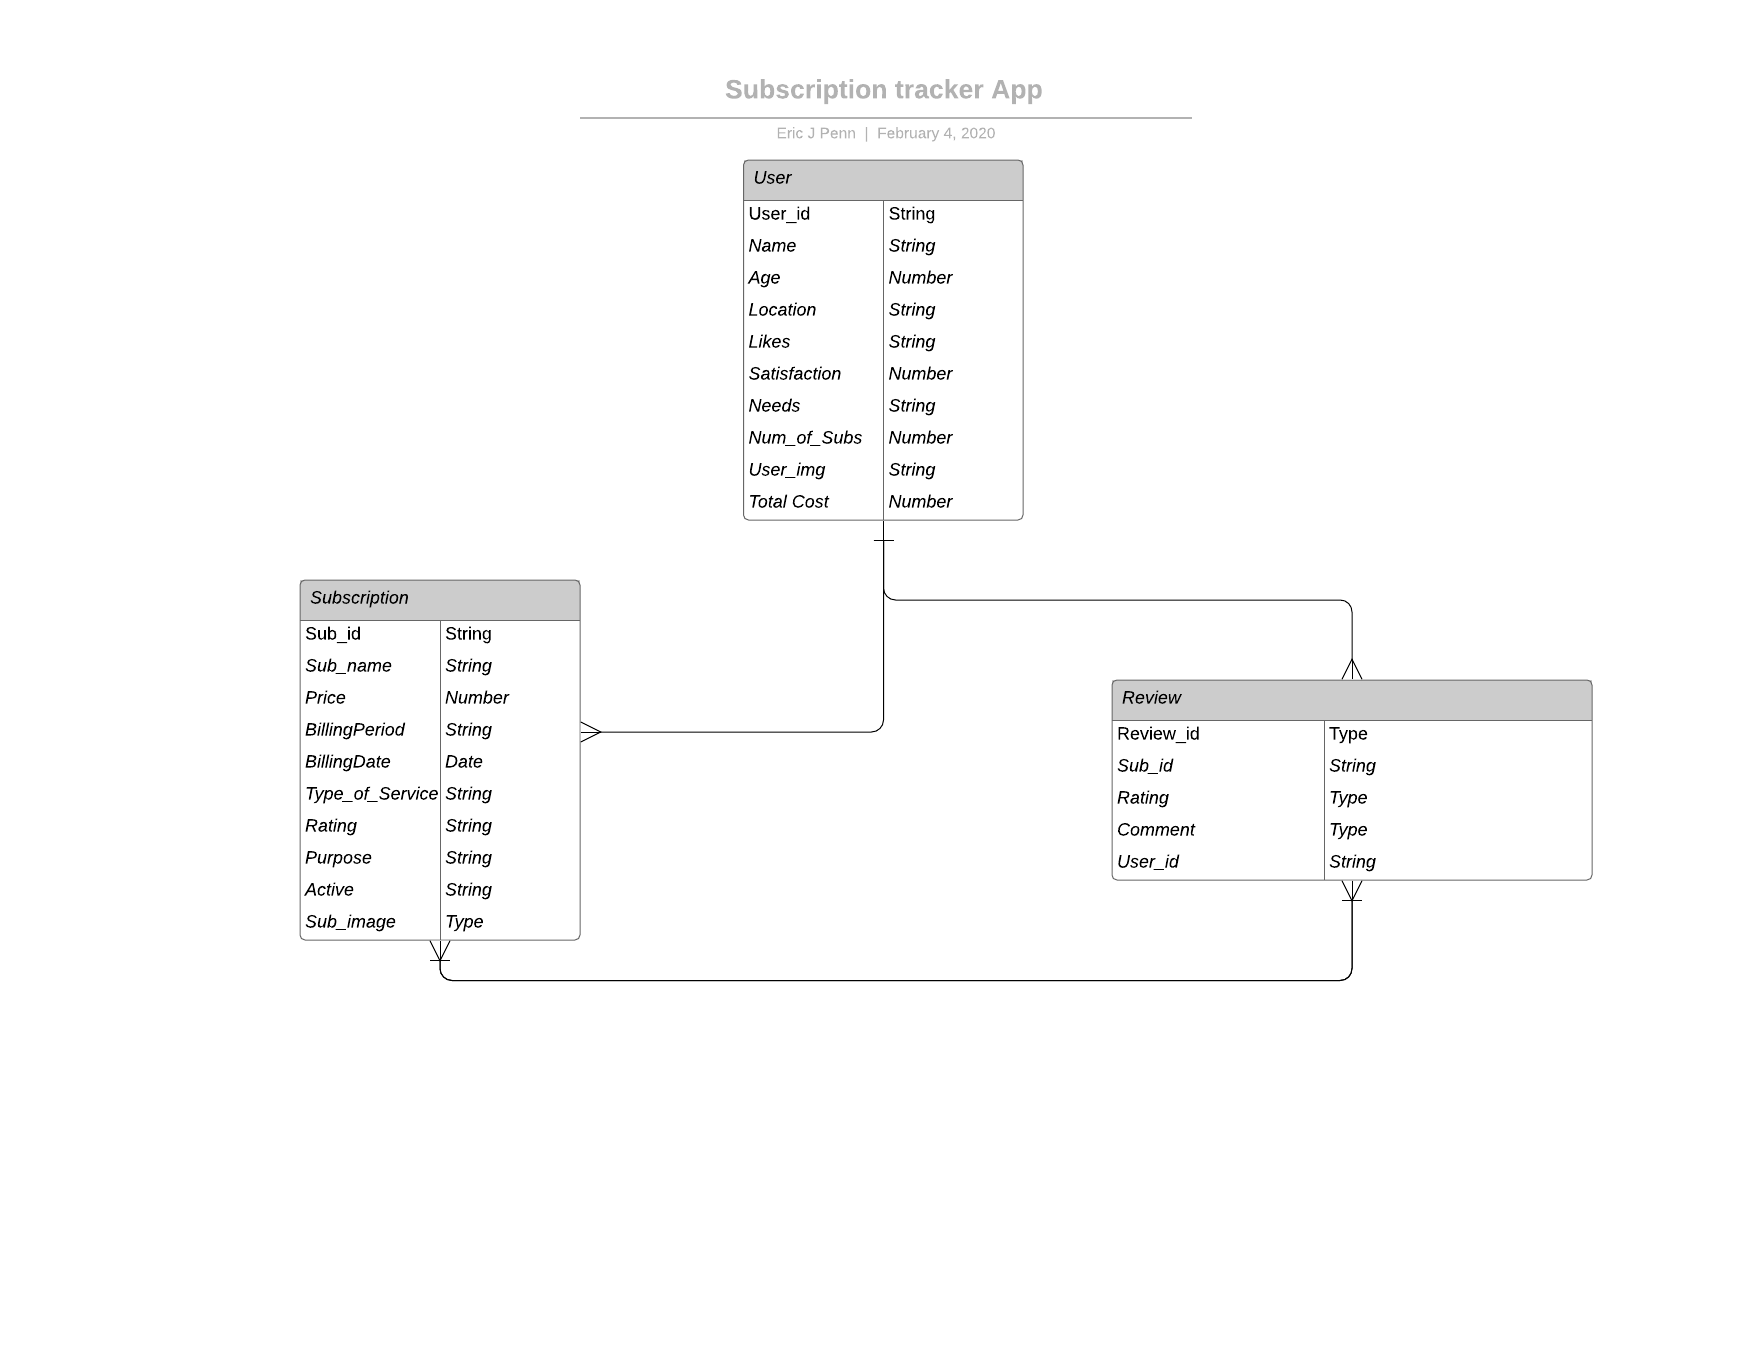 Subscription tracker App
Eric J Penn | February 4, 2020
User
User_id String
Name String
Age Number
Location String
Likes String
Satisfaction Number
Needs String
Num_of_Subs Number
User_img String
Total Cost Number
Subscription
Sub_id String
Sub_name String
Price Number
BillingPeriod String
BillingDate Date
Type_of_Service String
Rating String
Purpose String
Active String
Sub_image Type
Review
Review_id Type
Sub_id String
Rating Type
Comment Type
User_id String